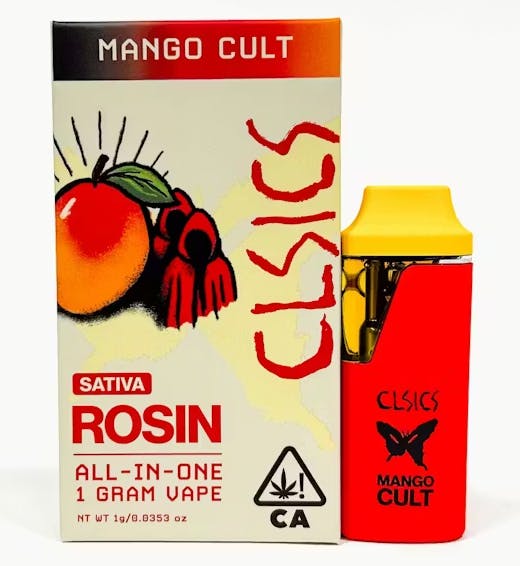 MANGO CULT
CLSICS
SATIVA
ROSIN
ALL-IN-ONE
1 GRAM VAPE
NT WT 1g/0.0353 oz
!
CA
CLSICS
MANGO
CULT